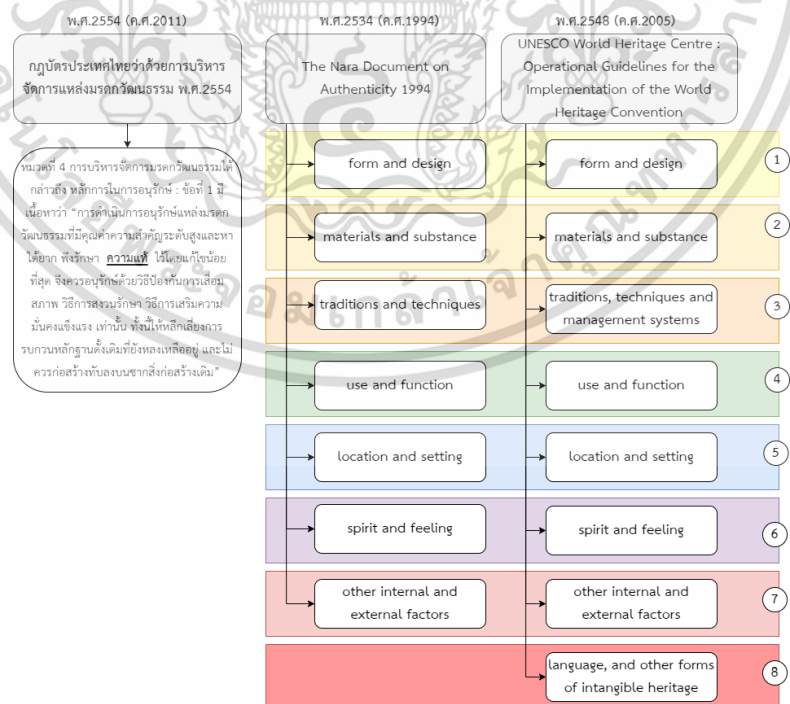 พ.ศ.2554 (ค.ศ.2011)
กฎบัตรประเทศไทยว่าด้วยการบริหาร
จัดการแหล่งมรดกวัฒนธรรม พ.ศ.2554
หมวดที่ 4 การบริหารจัดการมรดกวัฒนธรรมได้
กล่าวถึง หลักการในการอนุรักษ์ : ข้อที่ 1 มี
เนื้อหาว่า “การดำเนินการอนุรักษ์แหล่งมรดก
วัฒนธรรมที่มีคุณค่าความสำคัญระดับสูงและหา
ได้ยาก พึงรักษา ความแท้ ไว้โดยแก้ไขน้อย
ที่สุด จึงควรอนุรักษ์ด้วยวิธีป้องกันการเสื่อม
สภาพ วิธีการสงวนรักษา วิธีการเสริมความ
มั่นคงแข็งแรง เท่านั้น ทั้งนี้ให้หลีกเลี่ยงการ
รบกวนหลักฐานดั้งเดิมที่ยังหลงเหลืออยู่ และไม่
ควรก่อสร้างทับลงบนซากสิ่งก่อสร้างเดิม”
พ.ศ.2534 (ค.ศ.1994)
The Nara Document on
Authenticity 1994
พ.ศ.2548 (ค.ศ.2005)
UNESCO World Heritage Centre :
Operational Guidelines for the
Implementation of the World
Heritage Convention
form and design
form and design
1
materials and substance
materials and substance
2
traditions and techniques
traditions, techniques and
management systems
3
use and function
use and function
4
location and setting
location and setting
5
spirit and feeling
spirit and feeling
6
other internal and
external factors
other internal and
external factors
7
language, and other forms
of intangible heritage
8